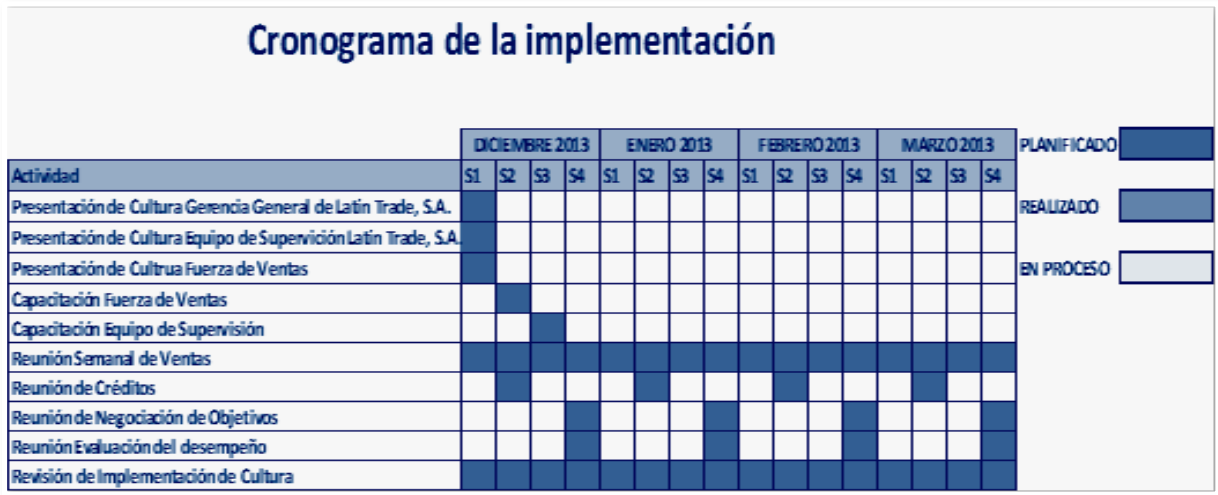 Cronograma de la implementación
DICIEMBRE 2013 ENERO 2013 FEBRERO 2013 MARZO 2013 PLANIFICADO
Actividad S1 S2 S3 S4 S1 S2 S3 S4 S1 S2 S3 S4 S1 S2 S3 S4
Presentación de Cultura Gerencia General de Latin Trade, S.A. REALIZADO
Presentación de Cultura Equipo de Supervición Latin Trade, S.A.
Presentación de Cultrua Fuerza de Ventas EN PROCESO
Capacitación Fuerza de Ventas
Capacitación Equipo de Supervisión
Reunión Semanal de Ventas
Reunión de Créditos
Reunión de Negociación de Objetivos
Reunión Evaluación del desempeño
Revisión de Implementación de Cultura